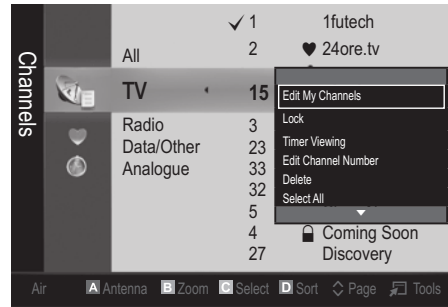 Channels
✓ 1 1futech
All 2 ♥ 24ore.tv
TV 15
Edit My Channels
Lock
Timer Viewing
Edit Channel Number
Delete
Select All
Radio 3
Data/Other 23
Analogue 33
32
5
4 Coming Soon
27 Discovery
Air A Antenna B Zoom C Select D Sort Page Tools